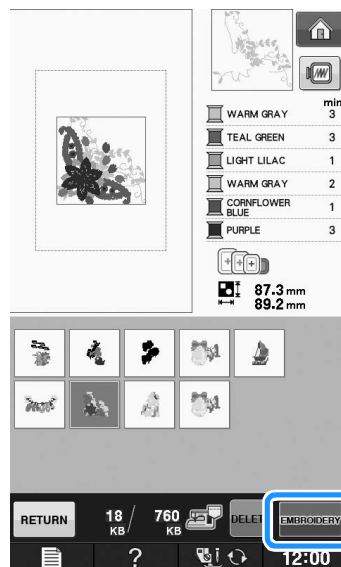 min
WARM GRAY 3
TEAL GREEN 3
LIGHT LILAC 1
WARM GRAY 2
CORNFLOWER
BLUE 1
PURPLE 3
87.3 mm
89.2 mm
RETURN
18 / 760
KB KB
DELET
EMBROIDERY
?
12:00